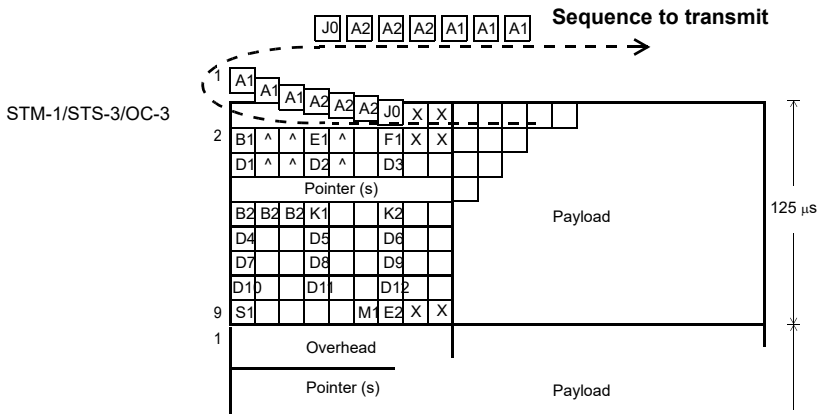 Sequence to transmit
J0 A2 A2 A2 A1 A1 A1
STM-1/STS-3/OC-3
1 A1 A1 A1 A2 A2 A2 J0 X X
2 B1 ^ ^ E1 ^ F1 X X
D1 ^ ^ D2 ^ D3
Pointer (s)
B2 B2 B2 K1 K2
D4 D5 D6
D7 D8 D9
D10 D11 D12
9 S1 M1 E2 X X
Payload
125 μs
1
Overhead
Pointer (s)
Payload